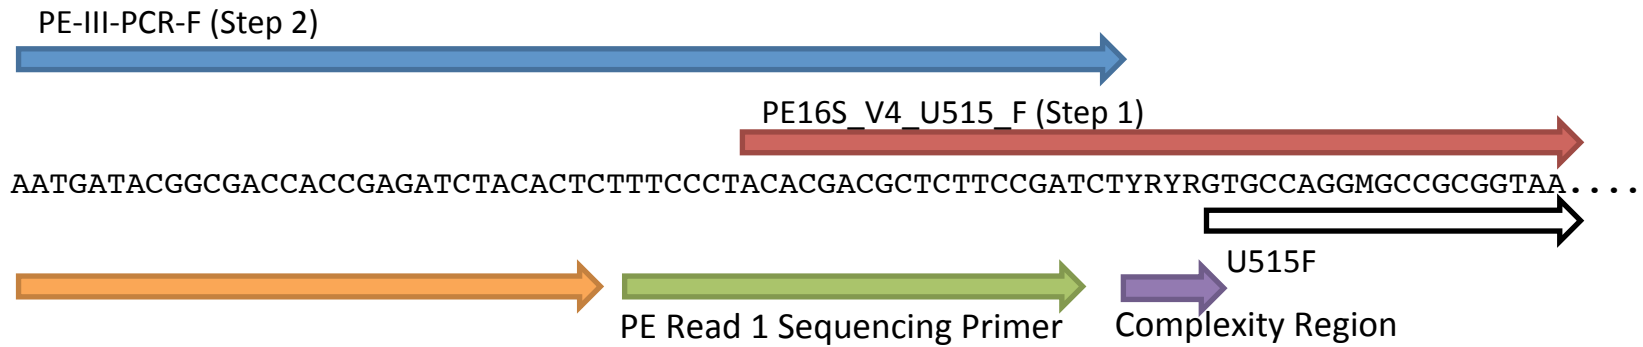 PE-III-PCR-F (Step 2)
PE16S_V4_U515_F (Step 1)
AATGATACGGCGACCACCGAGATCTACACTCTTTCCCTACACGACGCTCTTCCGATCTYRYRGTGCCAGGMGCCGCGGTAA....
U515F
PE Read 1 Sequencing Primer
Complexity Region